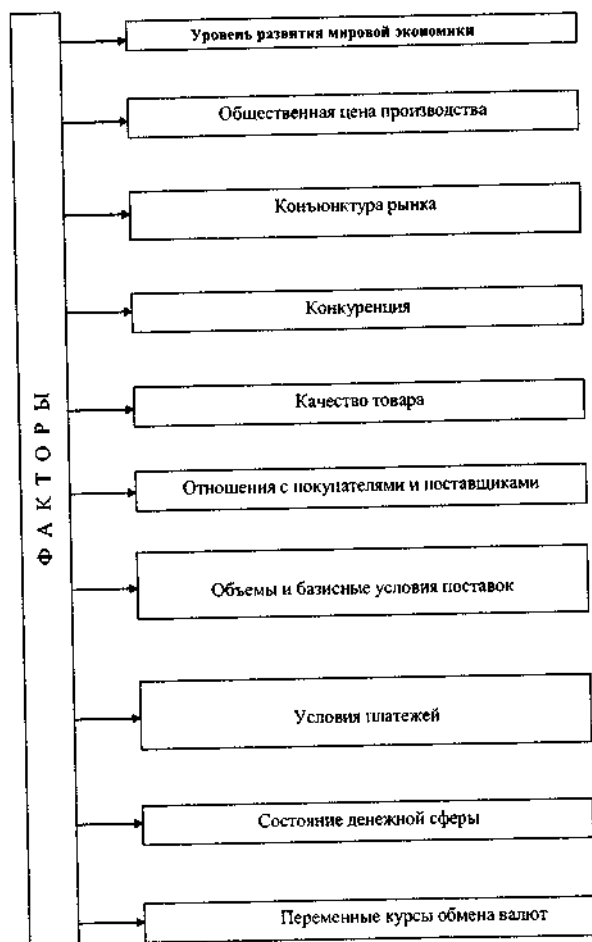 ФАКТОРЫ
Уровень развития мировой экономики
Общественная цена производства
Конъюнктура рынка
Конкуренция
Качество товара
Отношения с покупателями и поставщиками
Объемы и базисные условия поставок
Условия платежей
Состояние денежной сферы
Переменные курсы обмена валют